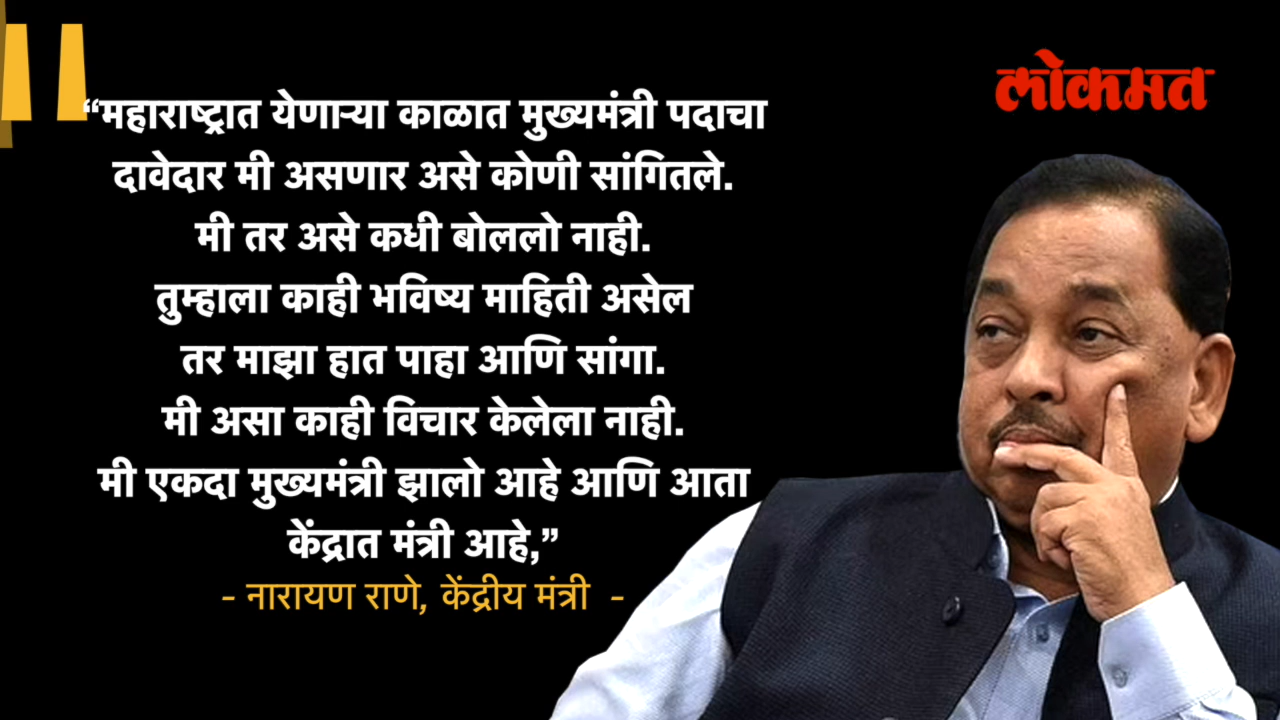 लोकमत
“महाराष्ट्रात येणाऱ्या काळात मुख्यमंत्री पदाचा
दावेदार मी असणार असे कोणी सांगितले.
मी तर असे कधी बोललो नाही.
तुम्हाला काही भविष्य माहिती असेल
तर माझा हात पाहा आणि सांगा.
मी असा काही विचार केलेला नाही.
मी एकदा मुख्यमंत्री झालो आहे आणि आता
केंद्रात मंत्री आहे,”
- नारायण राणे, केंद्रीय मंत्री -